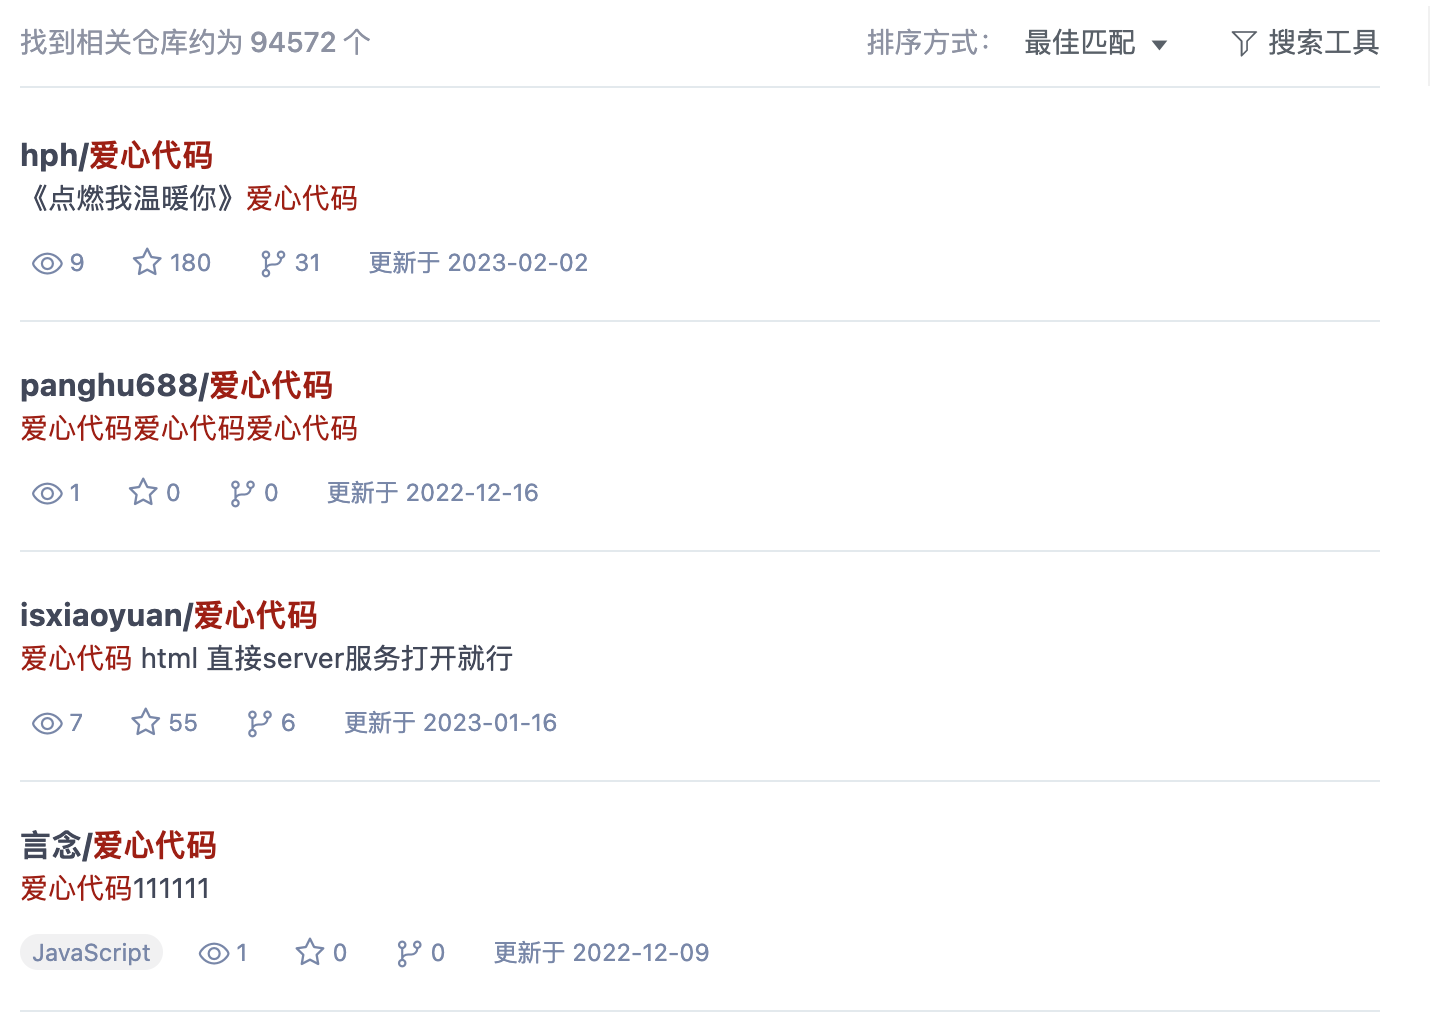 找到相关仓库约为 94572 个
排序方式： 最佳匹配 搜索工具
hph/爱心代码
《点燃我温暖你》爱心代码
9 180 31 更新于 2023-02-02
panghu688/爱心代码
爱心代码爱心代码爱心代码
1 0 0 更新于 2022-12-16
isxiaoyuan/爱心代码
爱心代码 html 直接server服务打开就行
7 55 6 更新于 2023-01-16
言念/爱心代码
爱心代码111111
JavaScript 1 0 0 更新于 2022-12-09